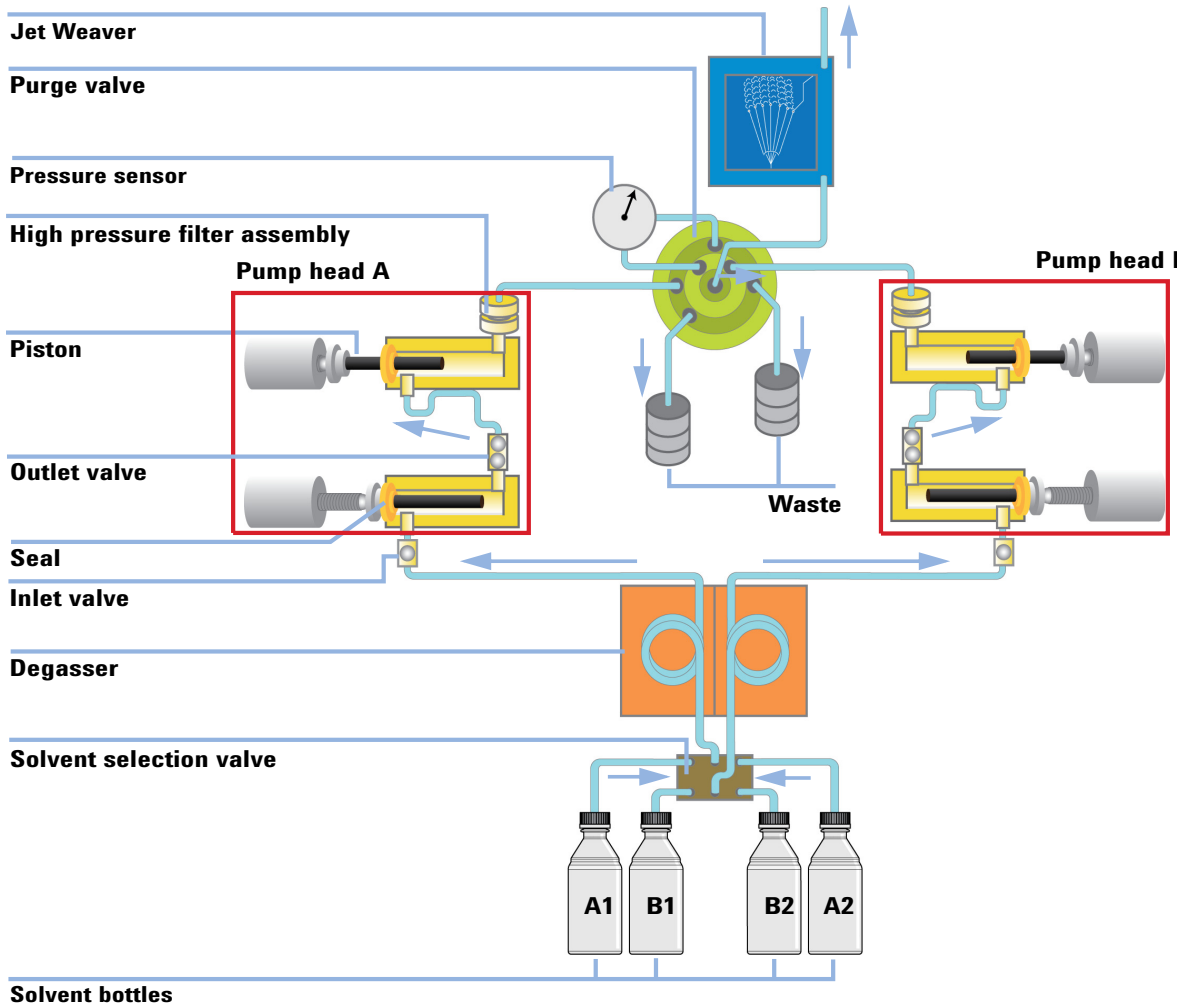 Jet Weaver
Purge valve
Pressure sensor
High pressure filter assembly
Pump head A
Pump head
Piston
Outlet valve
Waste
Seal
Inlet valve
Degasser
Solvent selection valve
A1
B1
B2
A2
Solvent bottles